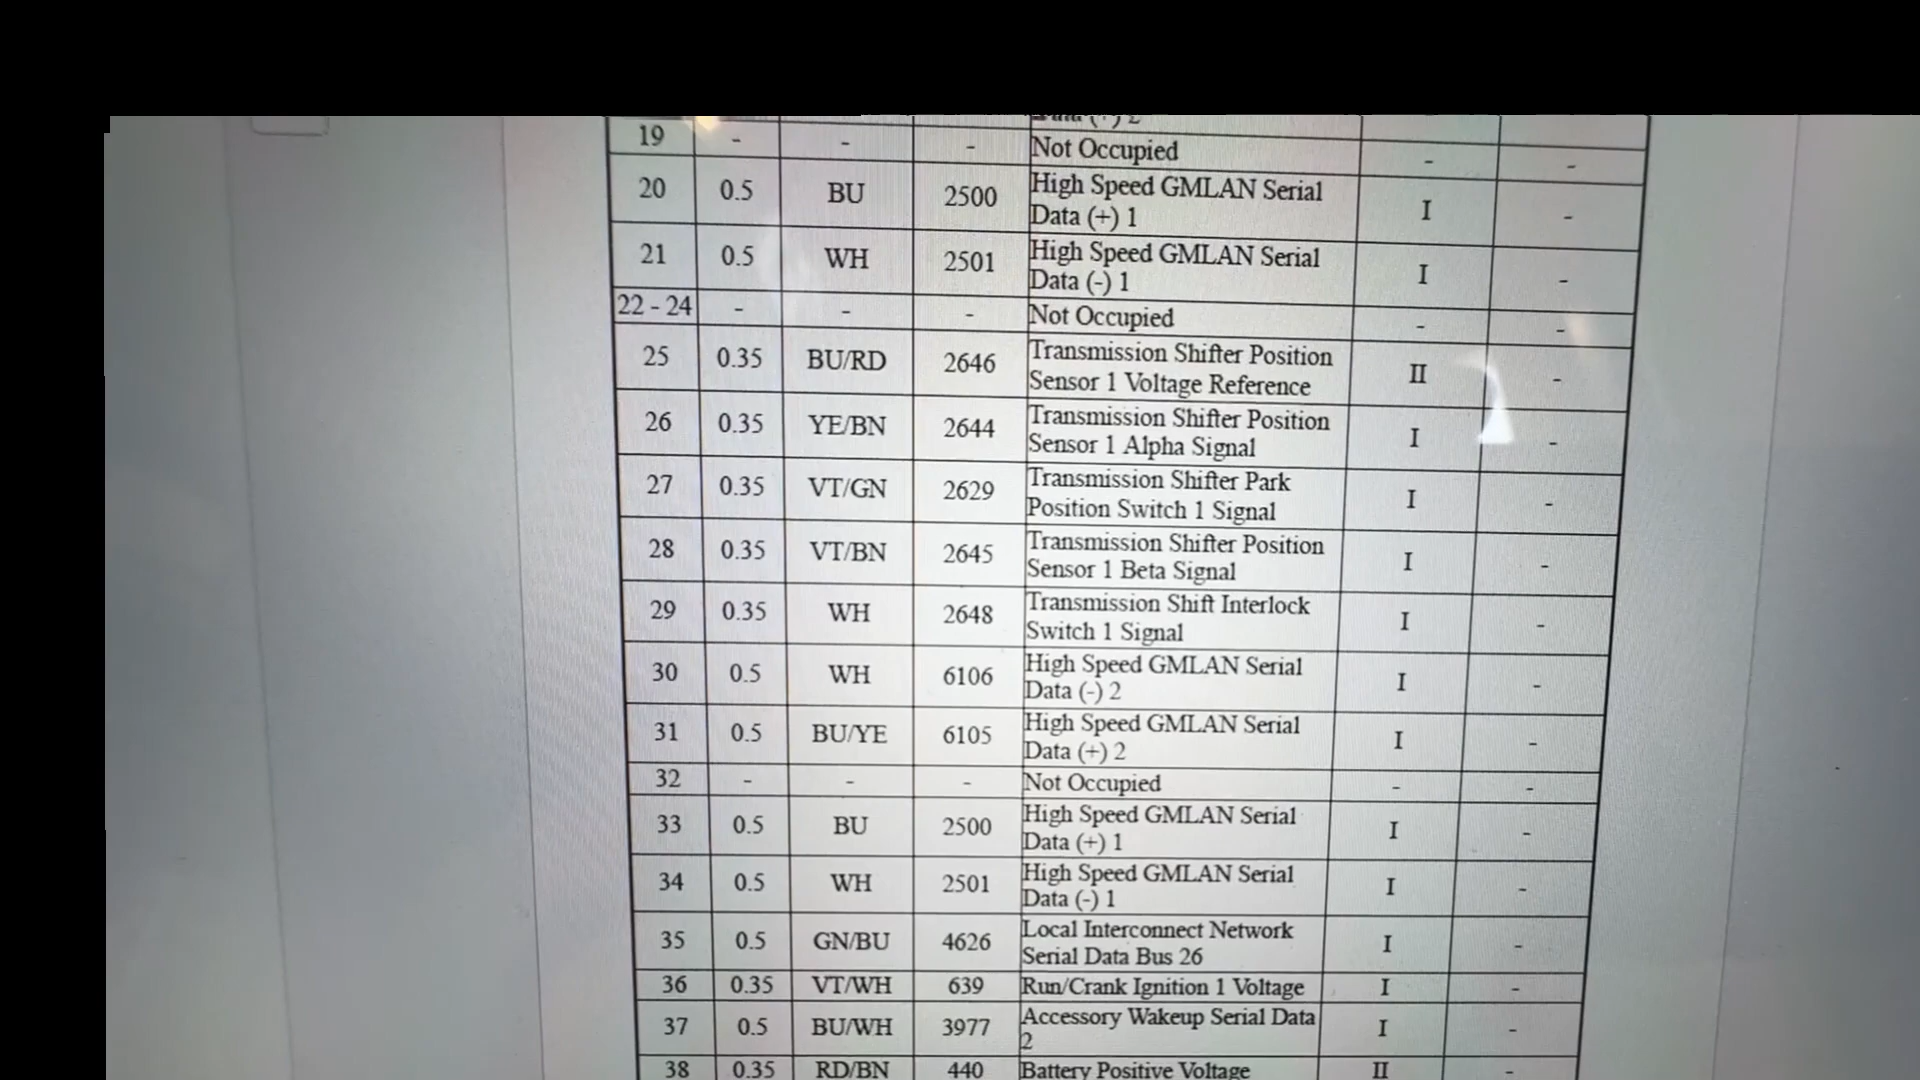 19 - - - Not Occupied - -
20 0.5 BU 2500 High Speed GMLAN Serial I -
Data (+) 1
21 0.5 WH 2501 High Speed GMLAN Serial I -
Data (-) 1
22 - 24 - - - Not Occupied - -
25 0.35 BU/RD 2646 Transmission Shifter Position II -
Sensor 1 Voltage Reference
26 0.35 YE/BN 2644 Transmission Shifter Position I -
Sensor 1 Alpha Signal
27 0.35 VT/GN 2629 Transmission Shifter Park I -
Position Switch 1 Signal
28 0.35 VT/BN 2645 Transmission Shifter Position I -
Sensor 1 Beta Signal
29 0.35 WH 2648 Transmission Shift Interlock I -
Switch 1 Signal
30 0.5 WH 6106 High Speed GMLAN Serial I -
Data (-) 2
31 0.5 BU/YE 6105 High Speed GMLAN Serial I -
Data (+) 2
32 - - - Not Occupied - -
33 0.5 BU 2500 High Speed GMLAN Serial I -
Data (+) 1
34 0.5 WH 2501 High Speed GMLAN Serial I -
Data (-) 1
35 0.5 GN/BU 4626 Local Interconnect Network I -
Serial Data Bus 26
36 0.35 VT/WH 639 Run/Crank Ignition 1 Voltage I -
37 0.5 BU/WH 3977 Accessory Wakeup Serial Data I -
2
38 0.35 RD/BN 440 Battery Positive Voltage II -